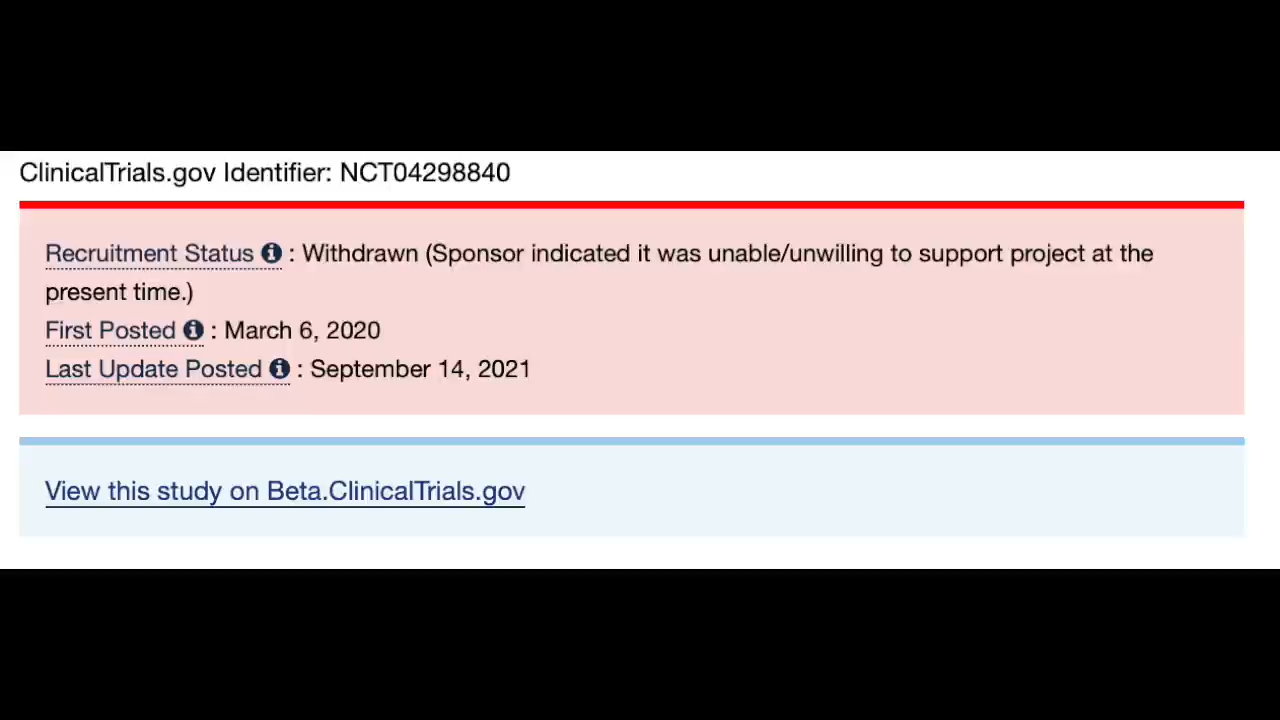 ClinicalTrials.gov Identifier: NCT04298840
Recruitment Status : Withdrawn (Sponsor indicated it was unable/unwilling to support project at the
present time.)
First Posted : March 6, 2020
Last Update Posted : September 14, 2021
View this study on Beta.ClinicalTrials.gov